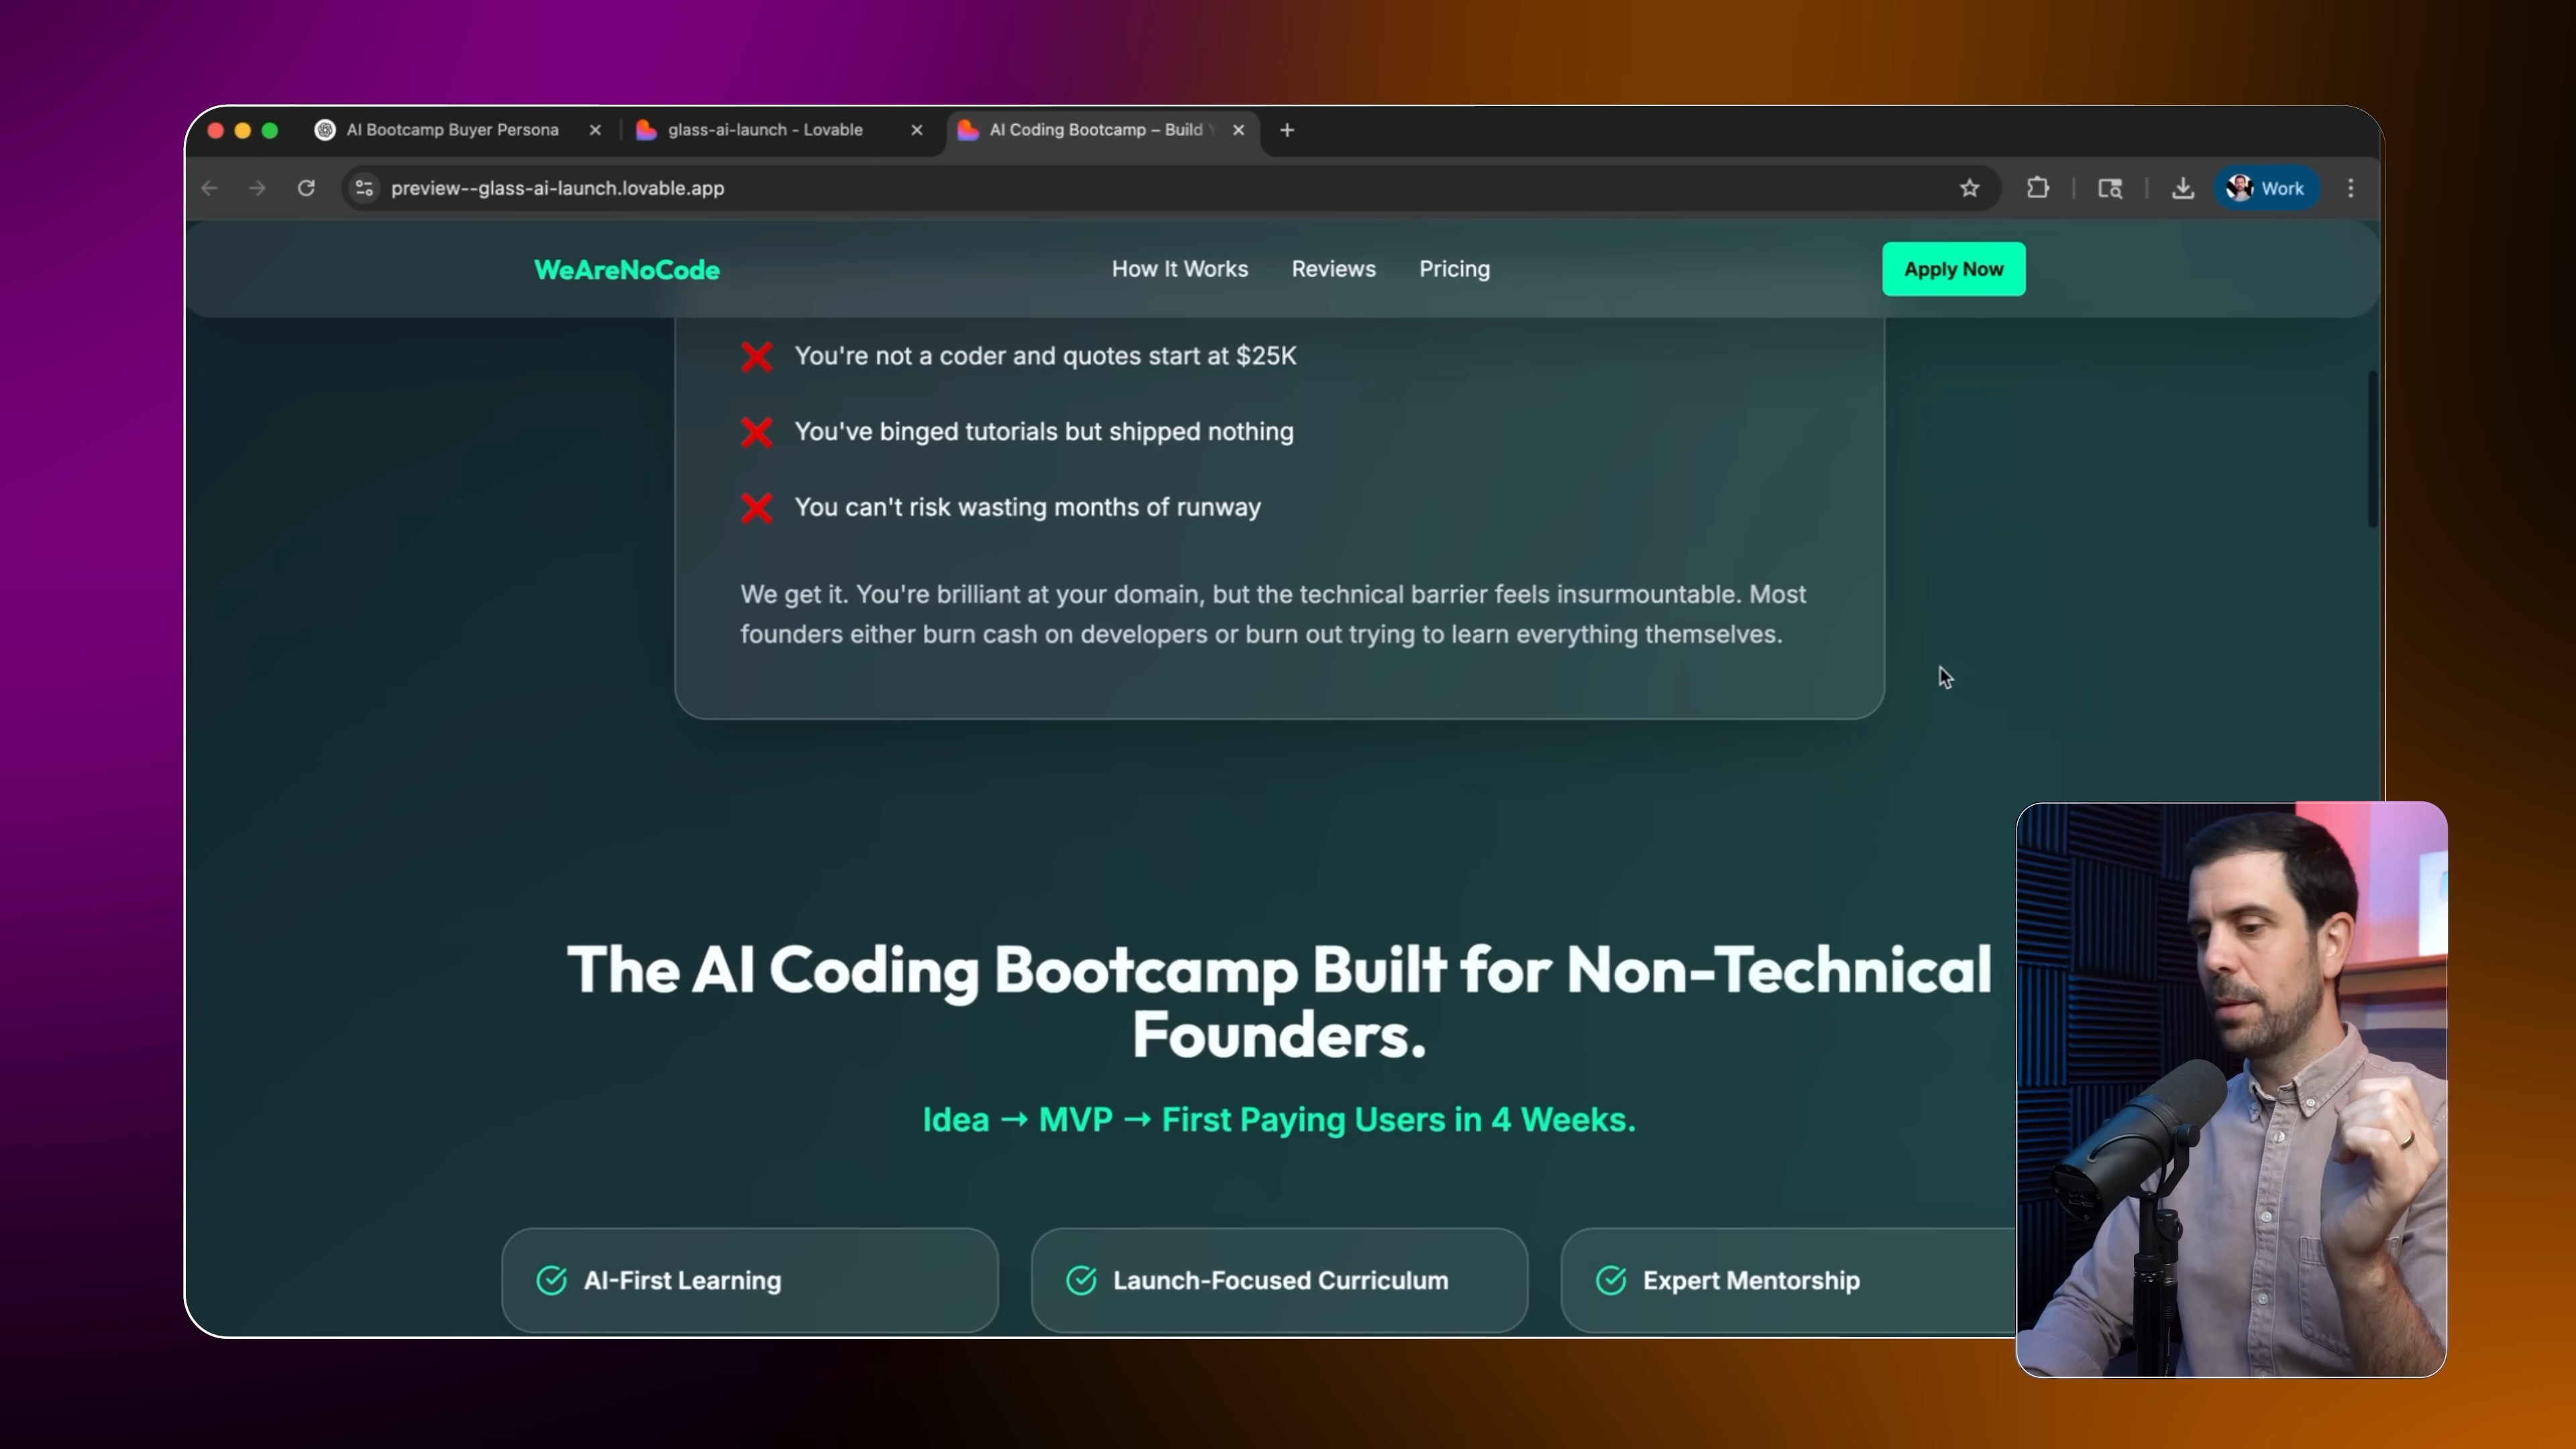 AI Bootcamp Buyer Persona
glass-ai-launch - Lovable
AI Coding Bootcamp – Build
preview--glass-ai-launch.lovable.app
Work
WeAreNoCode
How It Works
Reviews
Pricing
Apply Now
You're not a coder and quotes start at $25K
You've binged tutorials but shipped nothing
You can't risk wasting months of runway
We get it. You're brilliant at your domain, but the technical barrier feels insurmountable. Most
founders either burn cash on developers or burn out trying to learn everything themselves.
The AI Coding Bootcamp Built for Non-Technical
Founders.
Idea → MVP → First Paying Users in 4 Weeks.
AI-First Learning
Launch-Focused Curriculum
Expert Mentorship